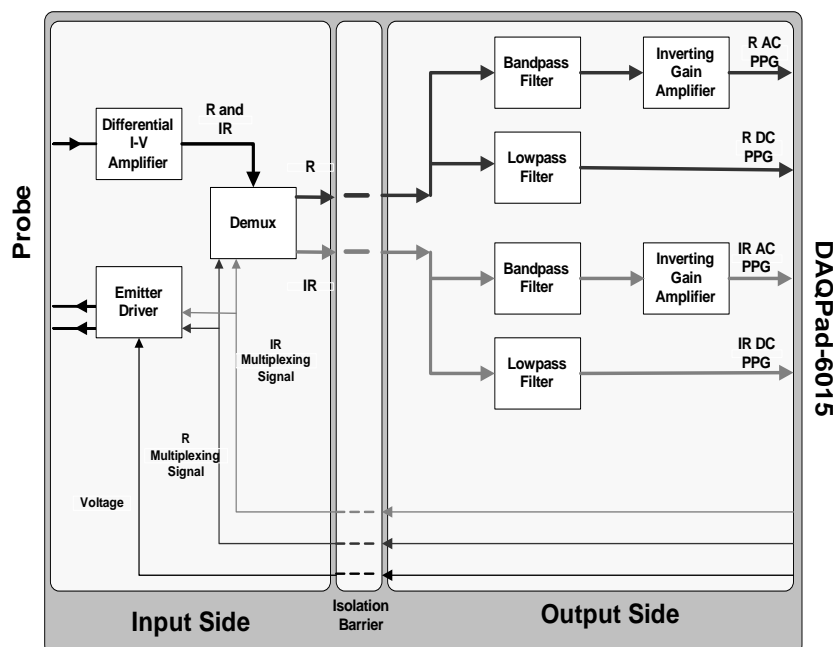 Probe
Differential
I-V
Amplifier
R and
IR
R
Demux
IR
Emitter
Driver
IR
Multiplexing
Signal
R
Multiplexing
Signal
Voltage
Input Side
Isolation
Barrier
Bandpass
Filter
Inverting
Gain
Amplifier
R AC
PPG
Lowpass
Filter
R DC
PPG
Bandpass
Filter
Inverting
Gain
Amplifier
IR AC
PPG
Lowpass
Filter
IR DC
PPG
Output Side
DAQPad-6015